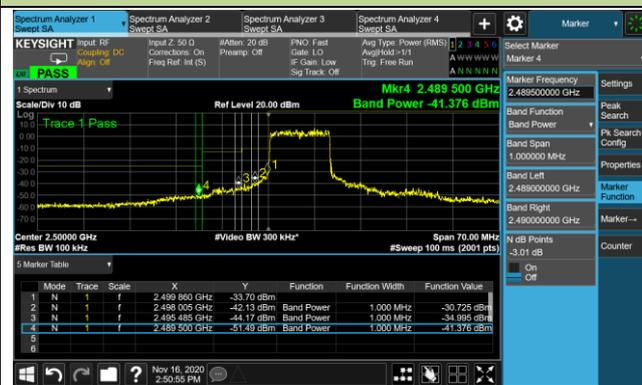 Spectrum Analyzer 1
Swept SA
Spectrum Analyzer 2
Swept SA
Spectrum Analyzer 3
Swept SA
Spectrum Analyzer 4
Swept SA
+
Marker
KEYSIGHT
Input: RF
Coupling: DC
Align: Off
Input Z: 50 Ω
Corrections: On
Freq Ref: Int (S)
#Atten: 20 dB
Preamp: Off
PNO: Fast
Gate: LO
IF Gain: Low
Sig Track: Off
Avg Type: Power (RMS)
Avg|Hold:>1/1
Trig: Free Run
1 2 3 4 5 6
A W W W W W
A N N N N N
PASS
1 Spectrum
Scale/Div 10 dB
Ref Level 20.00 dBm
Mkr4 2.489 500 GHz
Band Power -41.376 dBm
Log
Trace 1 Pass
10.0
0.00
-10.0
-20.0
-30.0
-40.0
-50.0
-60.0
-70.0
1
2
3
4
Center 2.50000 GHz
#Res BW 100 kHz
#Video BW 300 kHz*
Span 70.00 MHz
#Sweep 100 ms (2001 pts)
5 Marker Table
Mode Trace Scale X Y Function Function Width Function Value
1 N 1 f 2.499 860 GHz -33.70 dBm
2 N 1 f 2.498 005 GHz -42.13 dBm Band Power 1.000 MHz -30.725 dBm
3 N 1 f 2.495 485 GHz -44.17 dBm Band Power 1.000 MHz -34.995 dBm
4 N 1 f 2.489 500 GHz -51.49 dBm Band Power 1.000 MHz -41.376 dBm
5
6
Nov 16, 2020
2:50:55 PM
Select Marker
Marker 4
Marker Frequency
2.489500000 GHz
Band Function
Band Power
Band Span
1.000000 MHz
Band Left
2.489000000 GHz
Band Right
2.490000000 GHz
N dB Points
-3.01 dB
On
Off
Settings
Peak
Search
Pk Search
Config
Properties
Marker
Function
Marker→
Counter